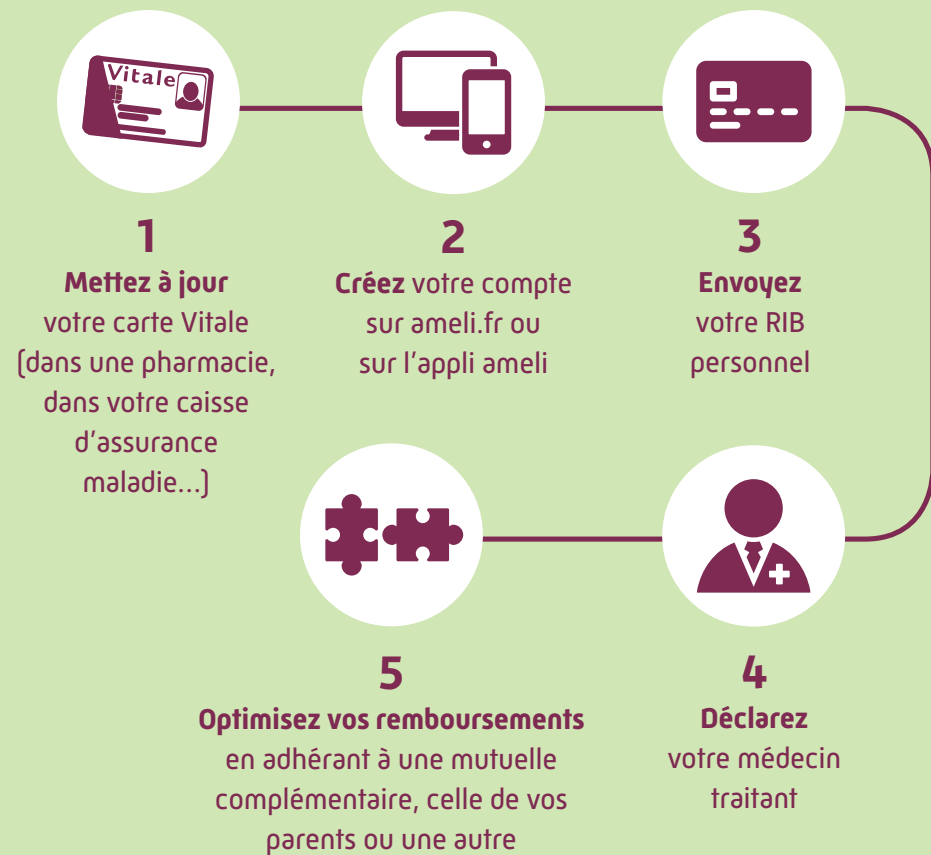 Vitale
1
Mettez à jour
votre carte Vitale
(dans une pharmacie,
dans votre caisse
d'assurance
maladie...)
2
Créez votre compte
sur ameli.fr ou
sur l'appli ameli
3
Envoyez
votre RIB
personnel
4
Déclarez
votre médecin
traitant
5
Optimisez vos remboursements
en adhérant à une mutuelle
complémentaire, celle de vos
parents ou une autre